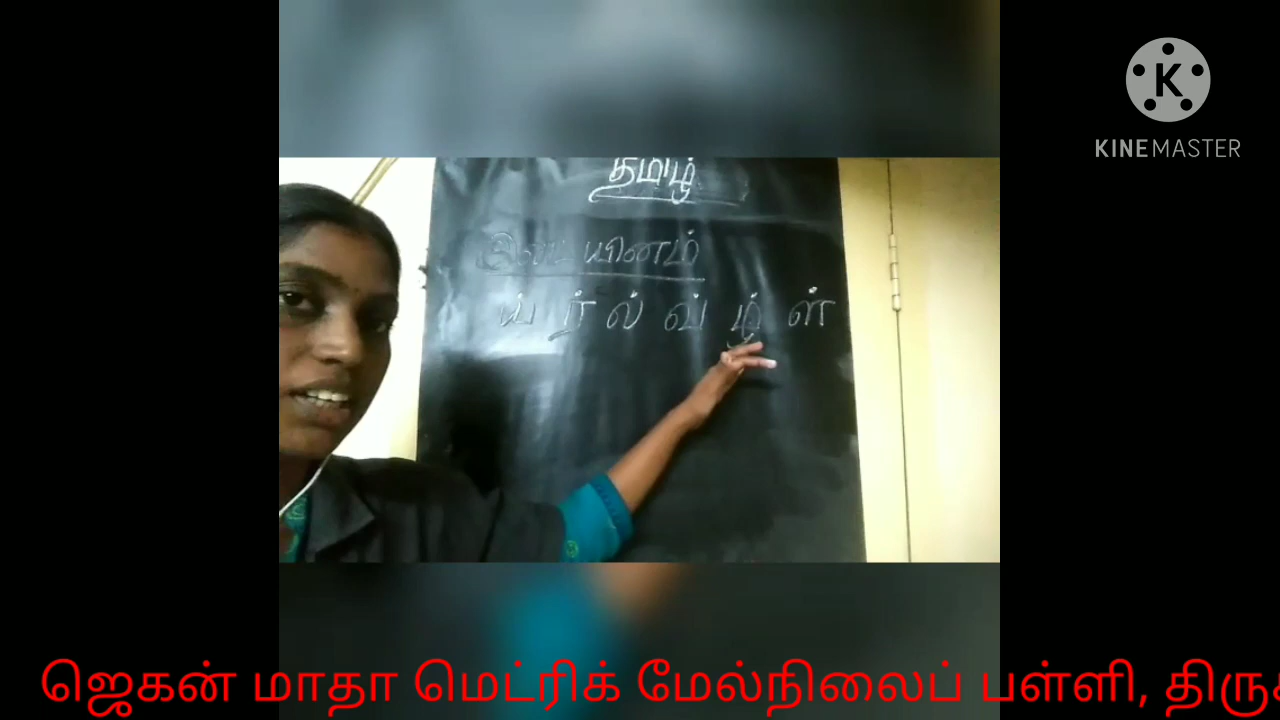 KINEMASTER
தமிழ்
இடையினம்
ய் ர் ல் வ் ழ் ள்
ஜெகன் மாதா மெட்ரிக் மேல்நிலைப் பள்ளி,